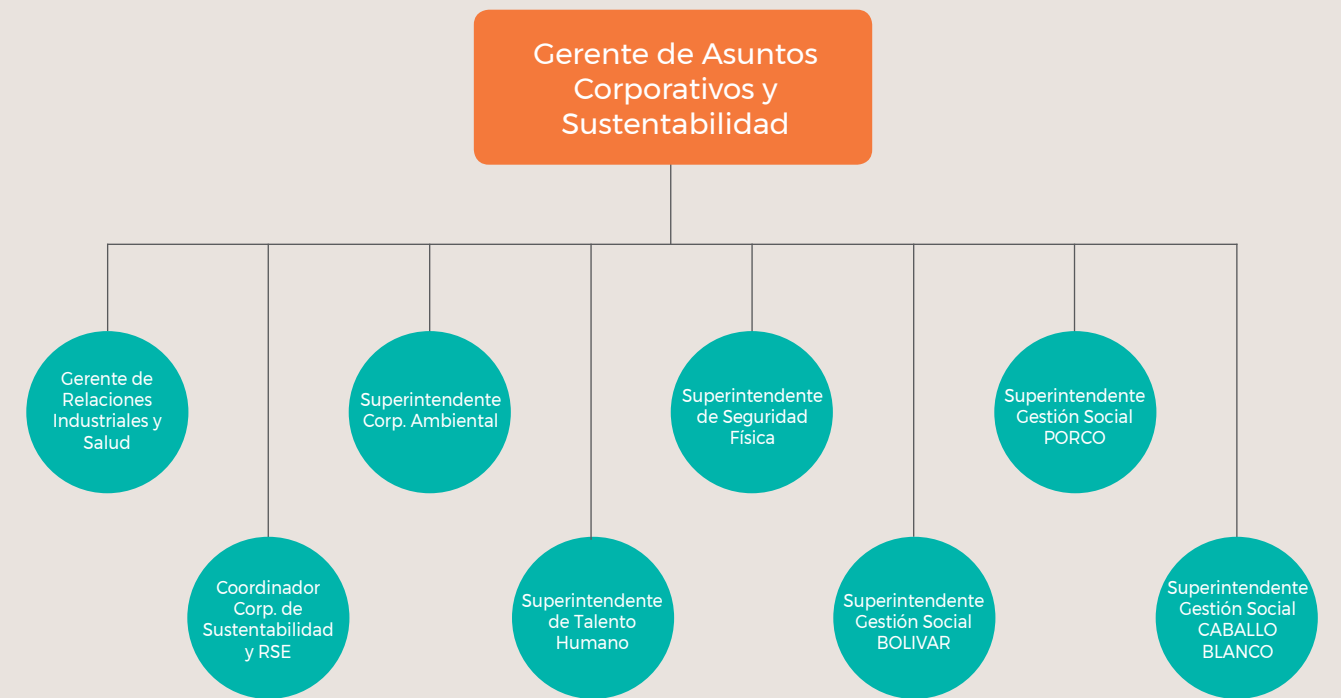 Gerente de Asuntos
Corporativos y
Sustentabilidad
Gerente de
Relaciones
Industriales y
Salud
Superintendente
Corp. Ambiental
Superintendente
de Seguridad
Física
Superintendente
Gestión Social
PORCO
Coordinador
Corp. de
Sustentabilidad
y RSE
Superintendente
de Talento
Humano
Superintendente
Gestión Social
BOLIVAR
Superintendente
Gestión Social
CABALLO
BLANCO